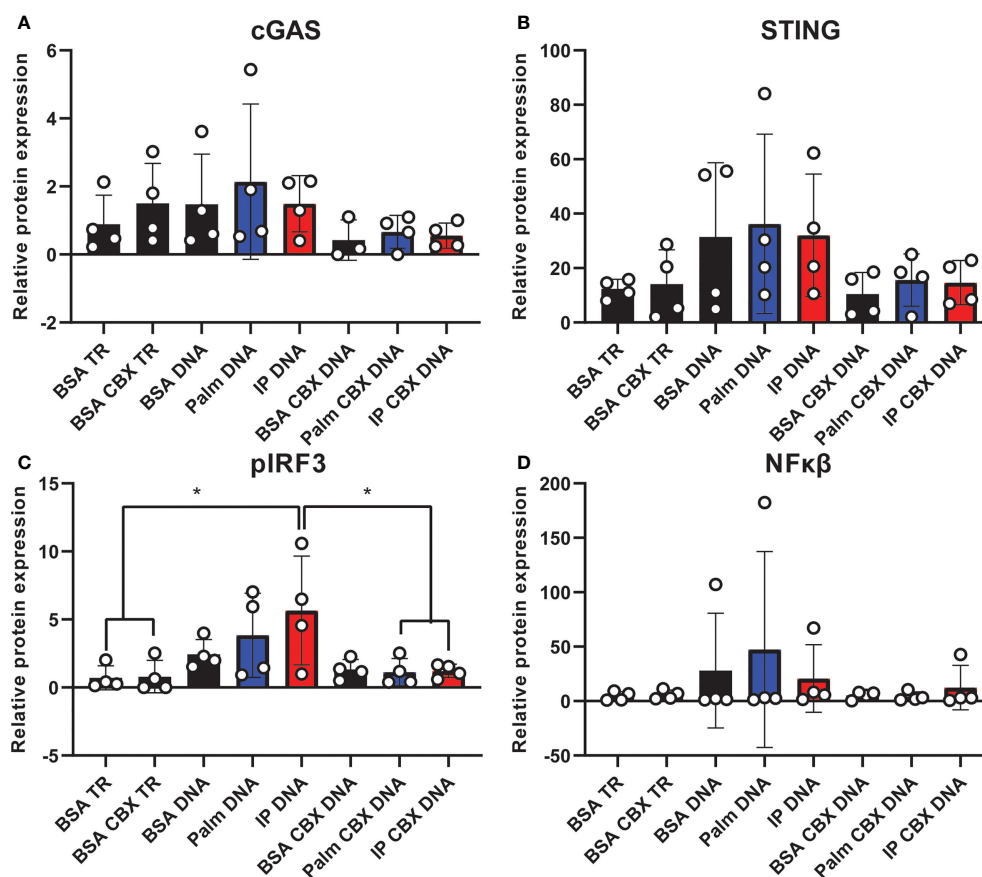 A
cGAS
Relative protein expression
6
4
2
0
-2
BSA TR
BSA CBX TR
BSA DNA
Palm DNA
IP DNA
BSA CBX DNA
Palm CBX DNA
IP CBX DNA
B
STING
Relative protein expression
100
80
60
40
20
0
BSA TR
BSA CBX TR
BSA DNA
Palm DNA
IP DNA
BSA CBX DNA
Palm CBX DNA
IP CBX DNA
C
pIRF3
Relative protein expression
15
10
5
0
-5
*
*
BSA TR
BSA CBX TR
BSA DNA
Palm DNA
IP DNA
BSA CBX DNA
Palm CBX DNA
IP CBX DNA
D
NFκβ
Relative protein expression
200
150
100
50
0
-50
BSA TR
BSA CBX TR
BSA DNA
Palm DNA
IP DNA
BSA CBX DNA
Palm CBX DNA
IP CBX DNA